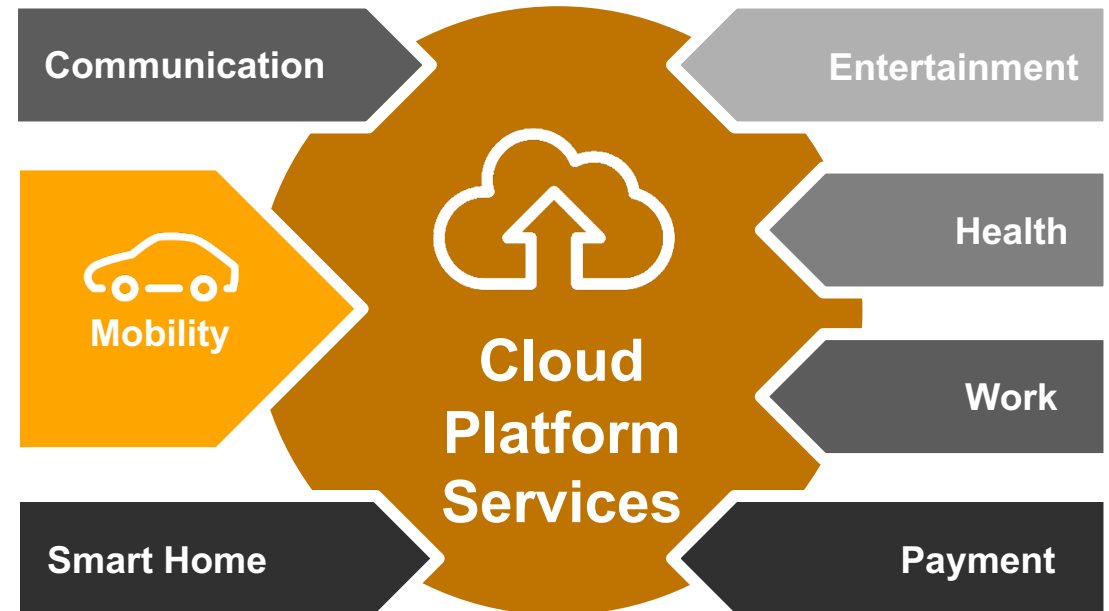 Communication
Entertainment
Mobility
Health
Cloud
Platform
Services
Work
Smart Home
Payment